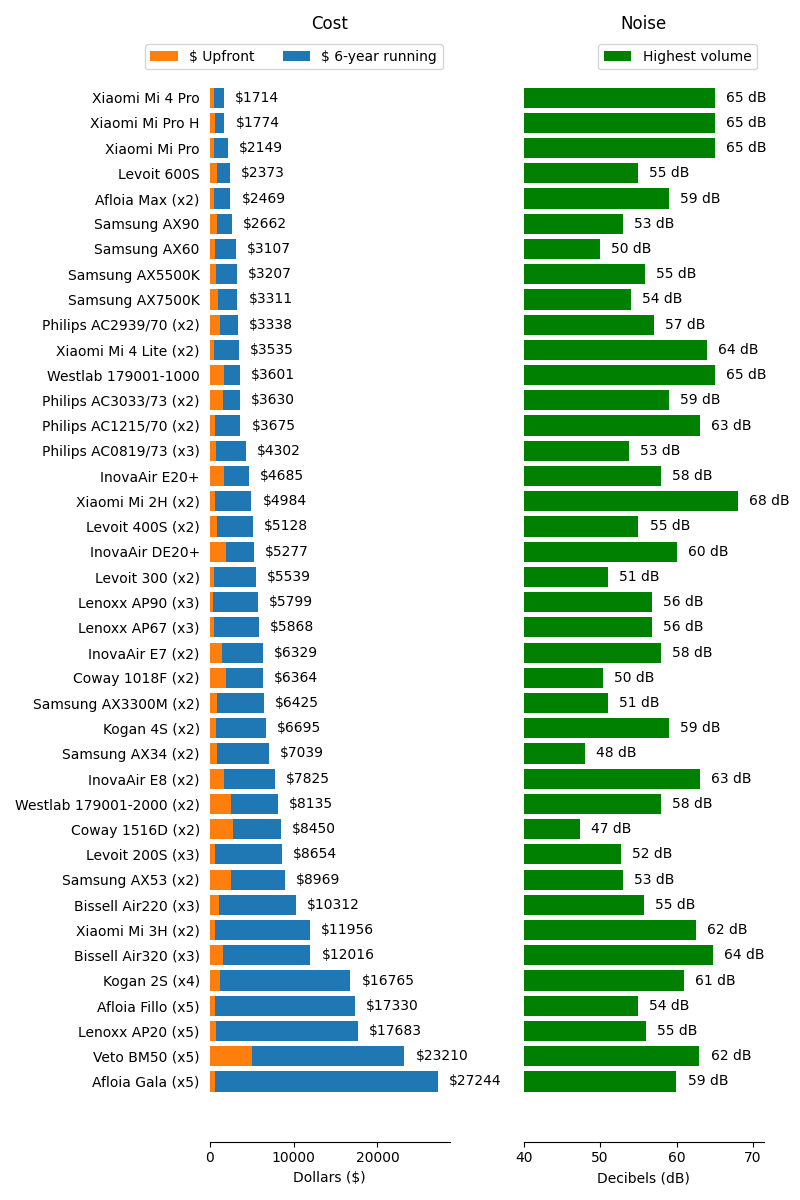 Cost Noise
$ Upfront $ 6-year running Highest volume
Xiaomi Mi 4 Pro $1714 65 dB
Xiaomi Mi Pro H $1774 65 dB
Xiaomi Mi Pro $2149 65 dB
Levoit 600S $2373 55 dB
Afloia Max (x2) $2469 59 dB
Samsung AX90 $2662 53 dB
Samsung AX60 $3107 50 dB
Samsung AX5500K $3207 55 dB
Samsung AX7500K $3311 54 dB
Philips AC2939/70 (x2) $3338 57 dB
Xiaomi Mi 4 Lite (x2) $3535 64 dB
Westlab 179001-1000 $3601 65 dB
Philips AC3033/73 (x2) $3630 59 dB
Philips AC1215/70 (x2) $3675 63 dB
Philips AC0819/73 (x3) $4302 53 dB
InovaAir E20+ $4685 58 dB
Xiaomi Mi 2H (x2) $4984 68 dB
Levoit 400S (x2) $5128 55 dB
InovaAir DE20+ $5277 60 dB
Levoit 300 (x2) $5539 51 dB
Lenoxx AP90 (x3) $5799 56 dB
Lenoxx AP67 (x3) $5868 56 dB
InovaAir E7 (x2) $6329 58 dB
Coway 1018F (x2) $6364 50 dB
Samsung AX3300M (x2) $6425 51 dB
Kogan 4S (x2) $6695 59 dB
Samsung AX34 (x2) $7039 48 dB
InovaAir E8 (x2) $7825 63 dB
Westlab 179001-2000 (x2) $8135 58 dB
Coway 1516D (x2) $8450 47 dB
Levoit 200S (x3) $8654 52 dB
Samsung AX53 (x2) $8969 53 dB
Bissell Air220 (x3) $10312 55 dB
Xiaomi Mi 3H (x2) $11956 62 dB
Bissell Air320 (x3) $12016 64 dB
Kogan 2S (x4) $16765 61 dB
Afloia Fillo (x5) $17330 54 dB
Lenoxx AP20 (x5) $17683 55 dB
Veto BM50 (x5) $23210 62 dB
Afloia Gala (x5) $27244 59 dB
0 10000 20000 40 50 60 70
Dollars ($) Decibels (dB)